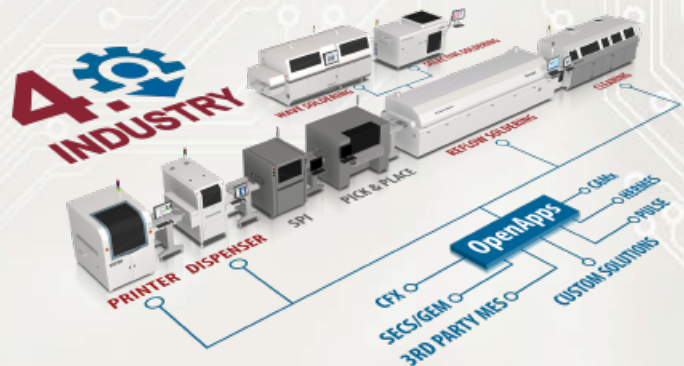 4.0
INDUSTRY
WAVE SOLDERING
SELECTIVE SOLDERING
CLEANING
REFLOW SOLDERING
PICK & PLACE
SPI
DISPENSER
PRINTER
OpenApps
CANx
HERMES
PULSE
CUSTOM SOLUTIONS
CFX
SECS/GEM
3RD PARTY MES